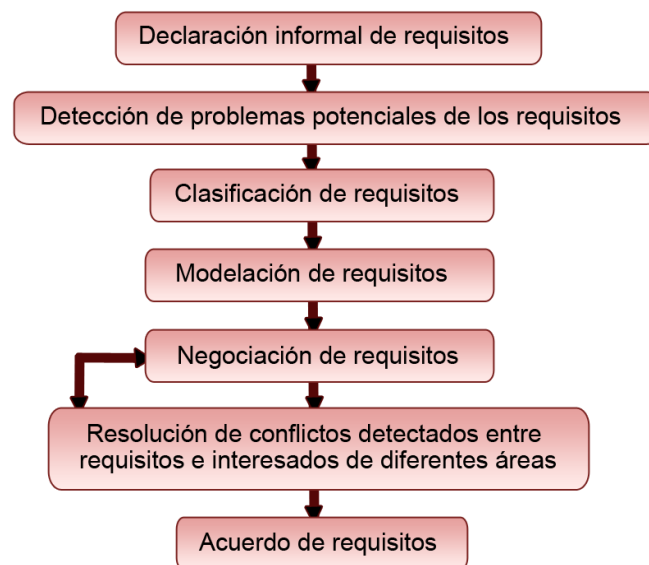 Declaración informal de requisitos
Detección de problemas potenciales de los requisitos
Clasificación de requisitos
Modelación de requisitos
Negociación de requisitos
Resolución de conflictos detectados entre
requisitos e interesados de diferentes áreas
Acuerdo de requisitos